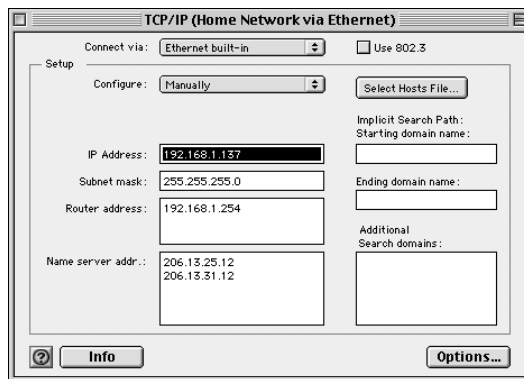 TCP/IP (Home Network via Ethernet)
Connect via: Ethernet built-in
Use 802.3
Setup
Configure: Manually
Select Hosts File...
Implicit Search Path:
Starting domain name:
IP Address: 192.168.1.137
Subnet mask: 255.255.255.0
Ending domain name:
Router address: 192.168.1.254
Additional
Search domains:
Name server addr.: 206.13.25.12
206.13.31.12
?
Info
Options...